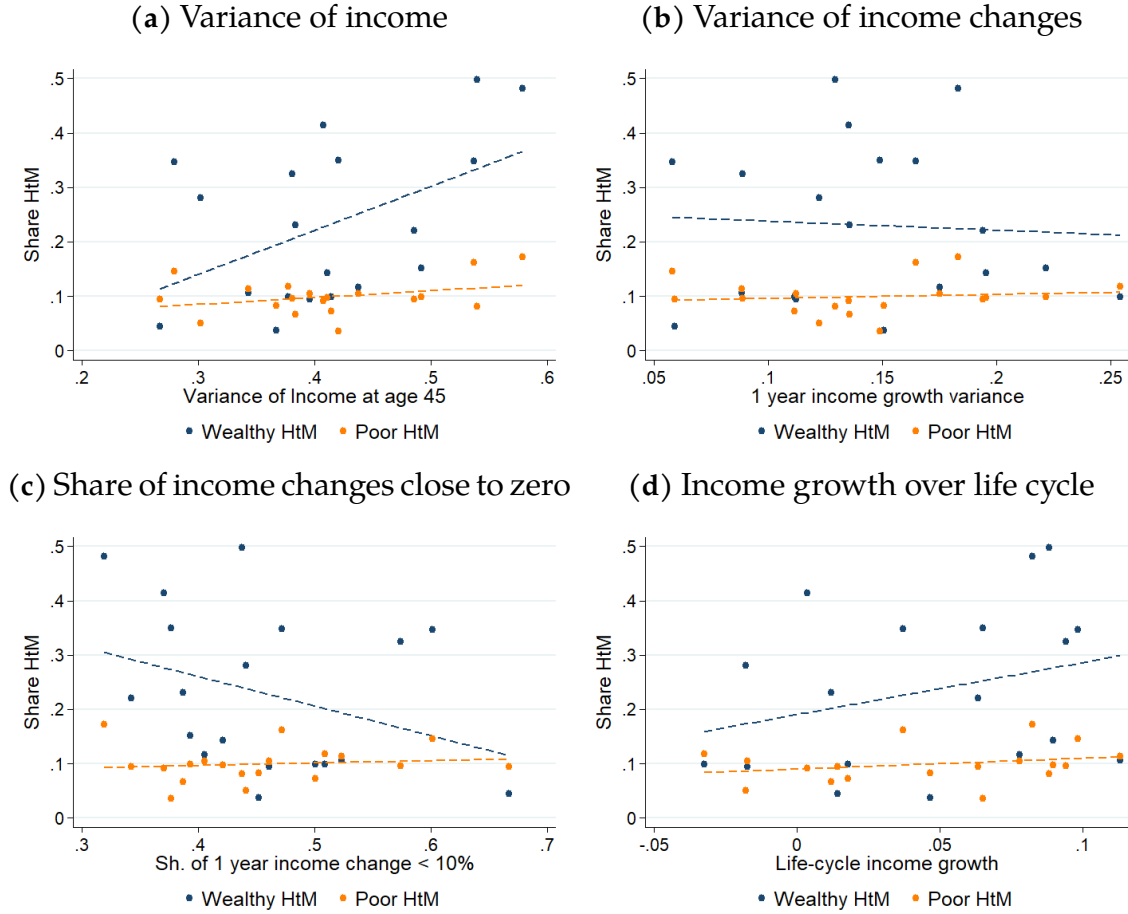 (a) Variance of income
Share HtM
.5
.4
.3
.2
.1
0
.2 .3 .4 .5 .6
Variance of Income at age 45
Wealthy HtM Poor HtM
(b) Variance of income changes
Share HtM
.5
.4
.3
.2
.1
0
.05 .1 .15 .2 .25
1 year income growth variance
Wealthy HtM Poor HtM
(c) Share of income changes close to zero
Share HtM
.5
.4
.3
.2
.1
0
.3 .4 .5 .6 .7
Sh. of 1 year income change < 10%
Wealthy HtM Poor HtM
(d) Income growth over life cycle
Share HtM
.5
.4
.3
.2
.1
0
-.05 0 .05 .1
Life-cycle income growth
Wealthy HtM Poor HtM